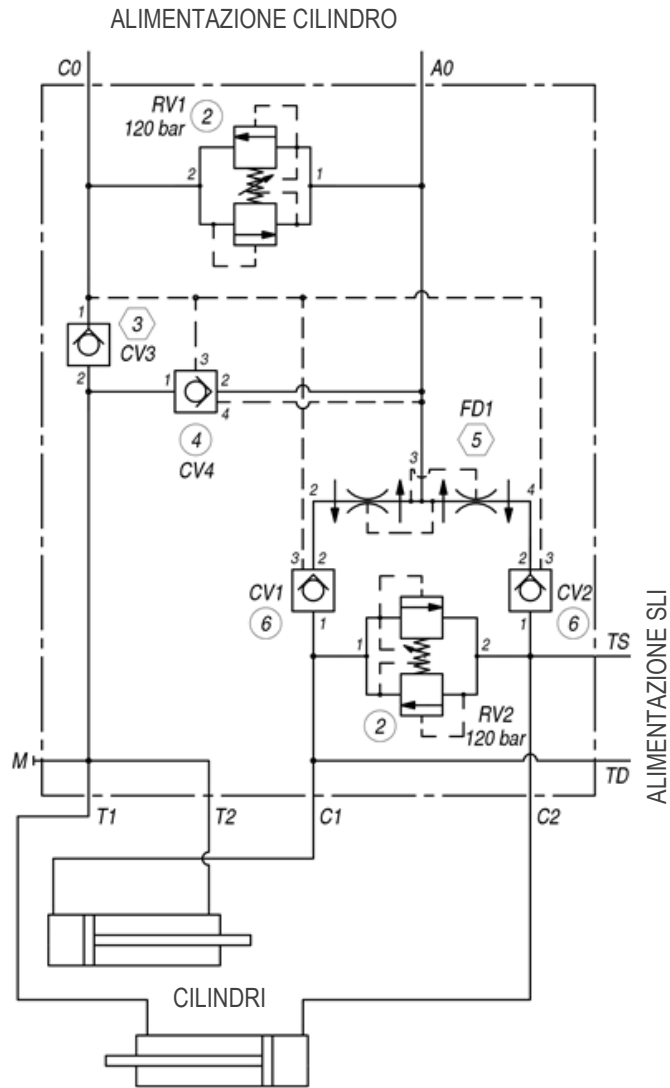 ALIMENTAZIONE CILINDRO
C0
A0
RV1
120 bar
2
2
1
1
3
CV3
2
3
1
2
4
4
CV4
FD1
5
3
2
4
3
2
2
3
CV1
6
1
CV2
6
1
1
2
2
RV2
120 bar
TS
TD
ALIMENTAZIONE SLI
M
T1
T2
C1
C2
CILINDRI